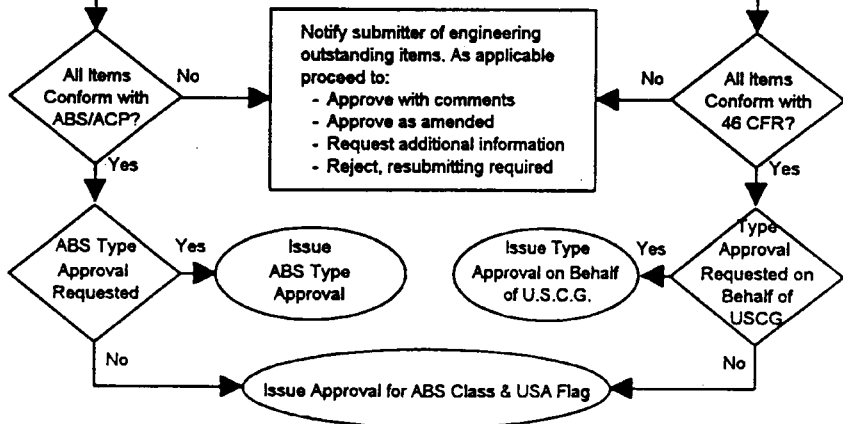 All Items
Conform with
ABS/ACP?
No
Yes
Notify submitter of engineering
outstanding items. As applicable
proceed to:
- Approve with comments
- Approve as amended
- Request additional information
- Reject, resubmitting required
No
All Items
Conform with
46 CFR?
Yes
ABS Type
Approval
Requested
Yes
Issue
ABS Type
Approval
Issue Type
Approval on Behalf
of U.S.C.G.
Yes
Type
Approval
Requested on
Behalf of
USCG
No
Issue Approval for ABS Class & USA Flag
No